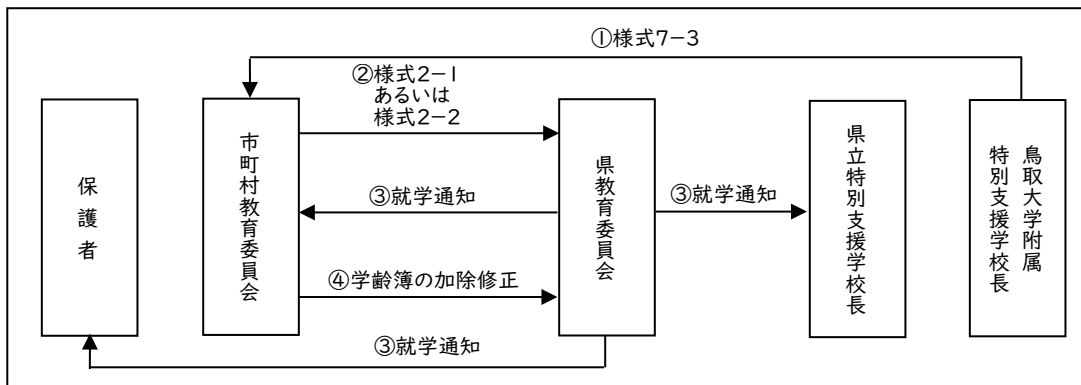 ①様式7-3
②様式2-1
あるいは
様式2-2
保護者
市町村教育委員会
③就学通知
県教育委員会
③就学通知
県立特別支援学校長
鳥取大学附属
特別支援学校長
④学齢簿の加除修正
③就学通知